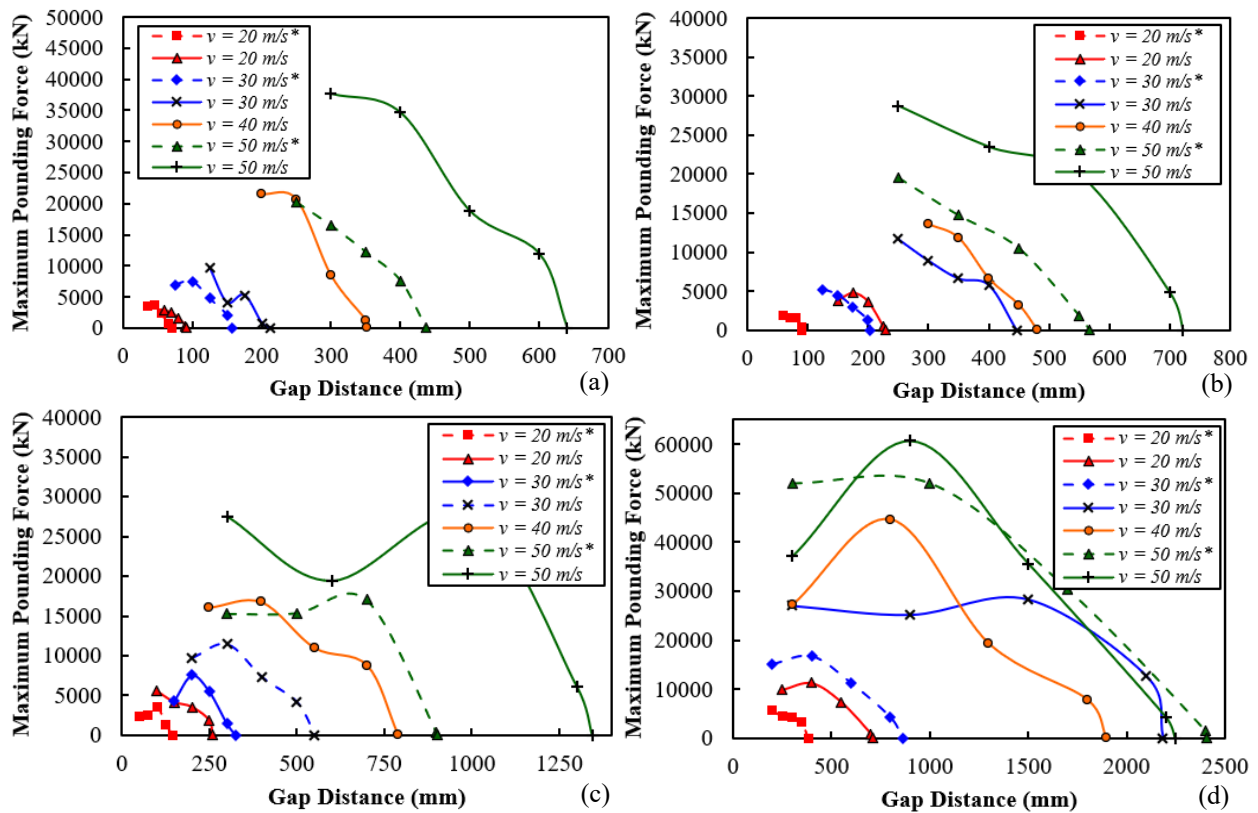 Maximum Pounding Force (kN)
50000
45000
40000
35000
30000
25000
20000
15000
10000
5000
0
v = 20 m/s*
v = 20 m/s
v = 30 m/s*
v = 30 m/s
v = 40 m/s
v = 50 m/s*
v = 50 m/s
0 100 200 300 400 500 600 700
Gap Distance (mm)
(a)
Maximum Pounding Force (kN)
40000
35000
30000
25000
20000
15000
10000
5000
0
v = 20 m/s*
v = 20 m/s
v = 30 m/s*
v = 30 m/s
v = 40 m/s
v = 50 m/s*
v = 50 m/s
0 100 200 300 400 500 600 700 800
Gap Distance (mm)
(b)
Maximum Pounding Force (kN)
40000
35000
30000
25000
20000
15000
10000
5000
0
v = 20 m/s*
v = 20 m/s
v = 30 m/s*
v = 30 m/s
v = 40 m/s
v = 50 m/s*
v = 50 m/s
0 250 500 750 1000 1250
Gap Distance (mm)
(c)
Maximum Pounding Force (kN)
60000
50000
40000
30000
20000
10000
0
v = 20 m/s*
v = 20 m/s
v = 30 m/s*
v = 30 m/s
v = 40 m/s
v = 50 m/s*
v = 50 m/s
0 500 1000 1500 2000 2500
Gap Distance (mm)
(d)